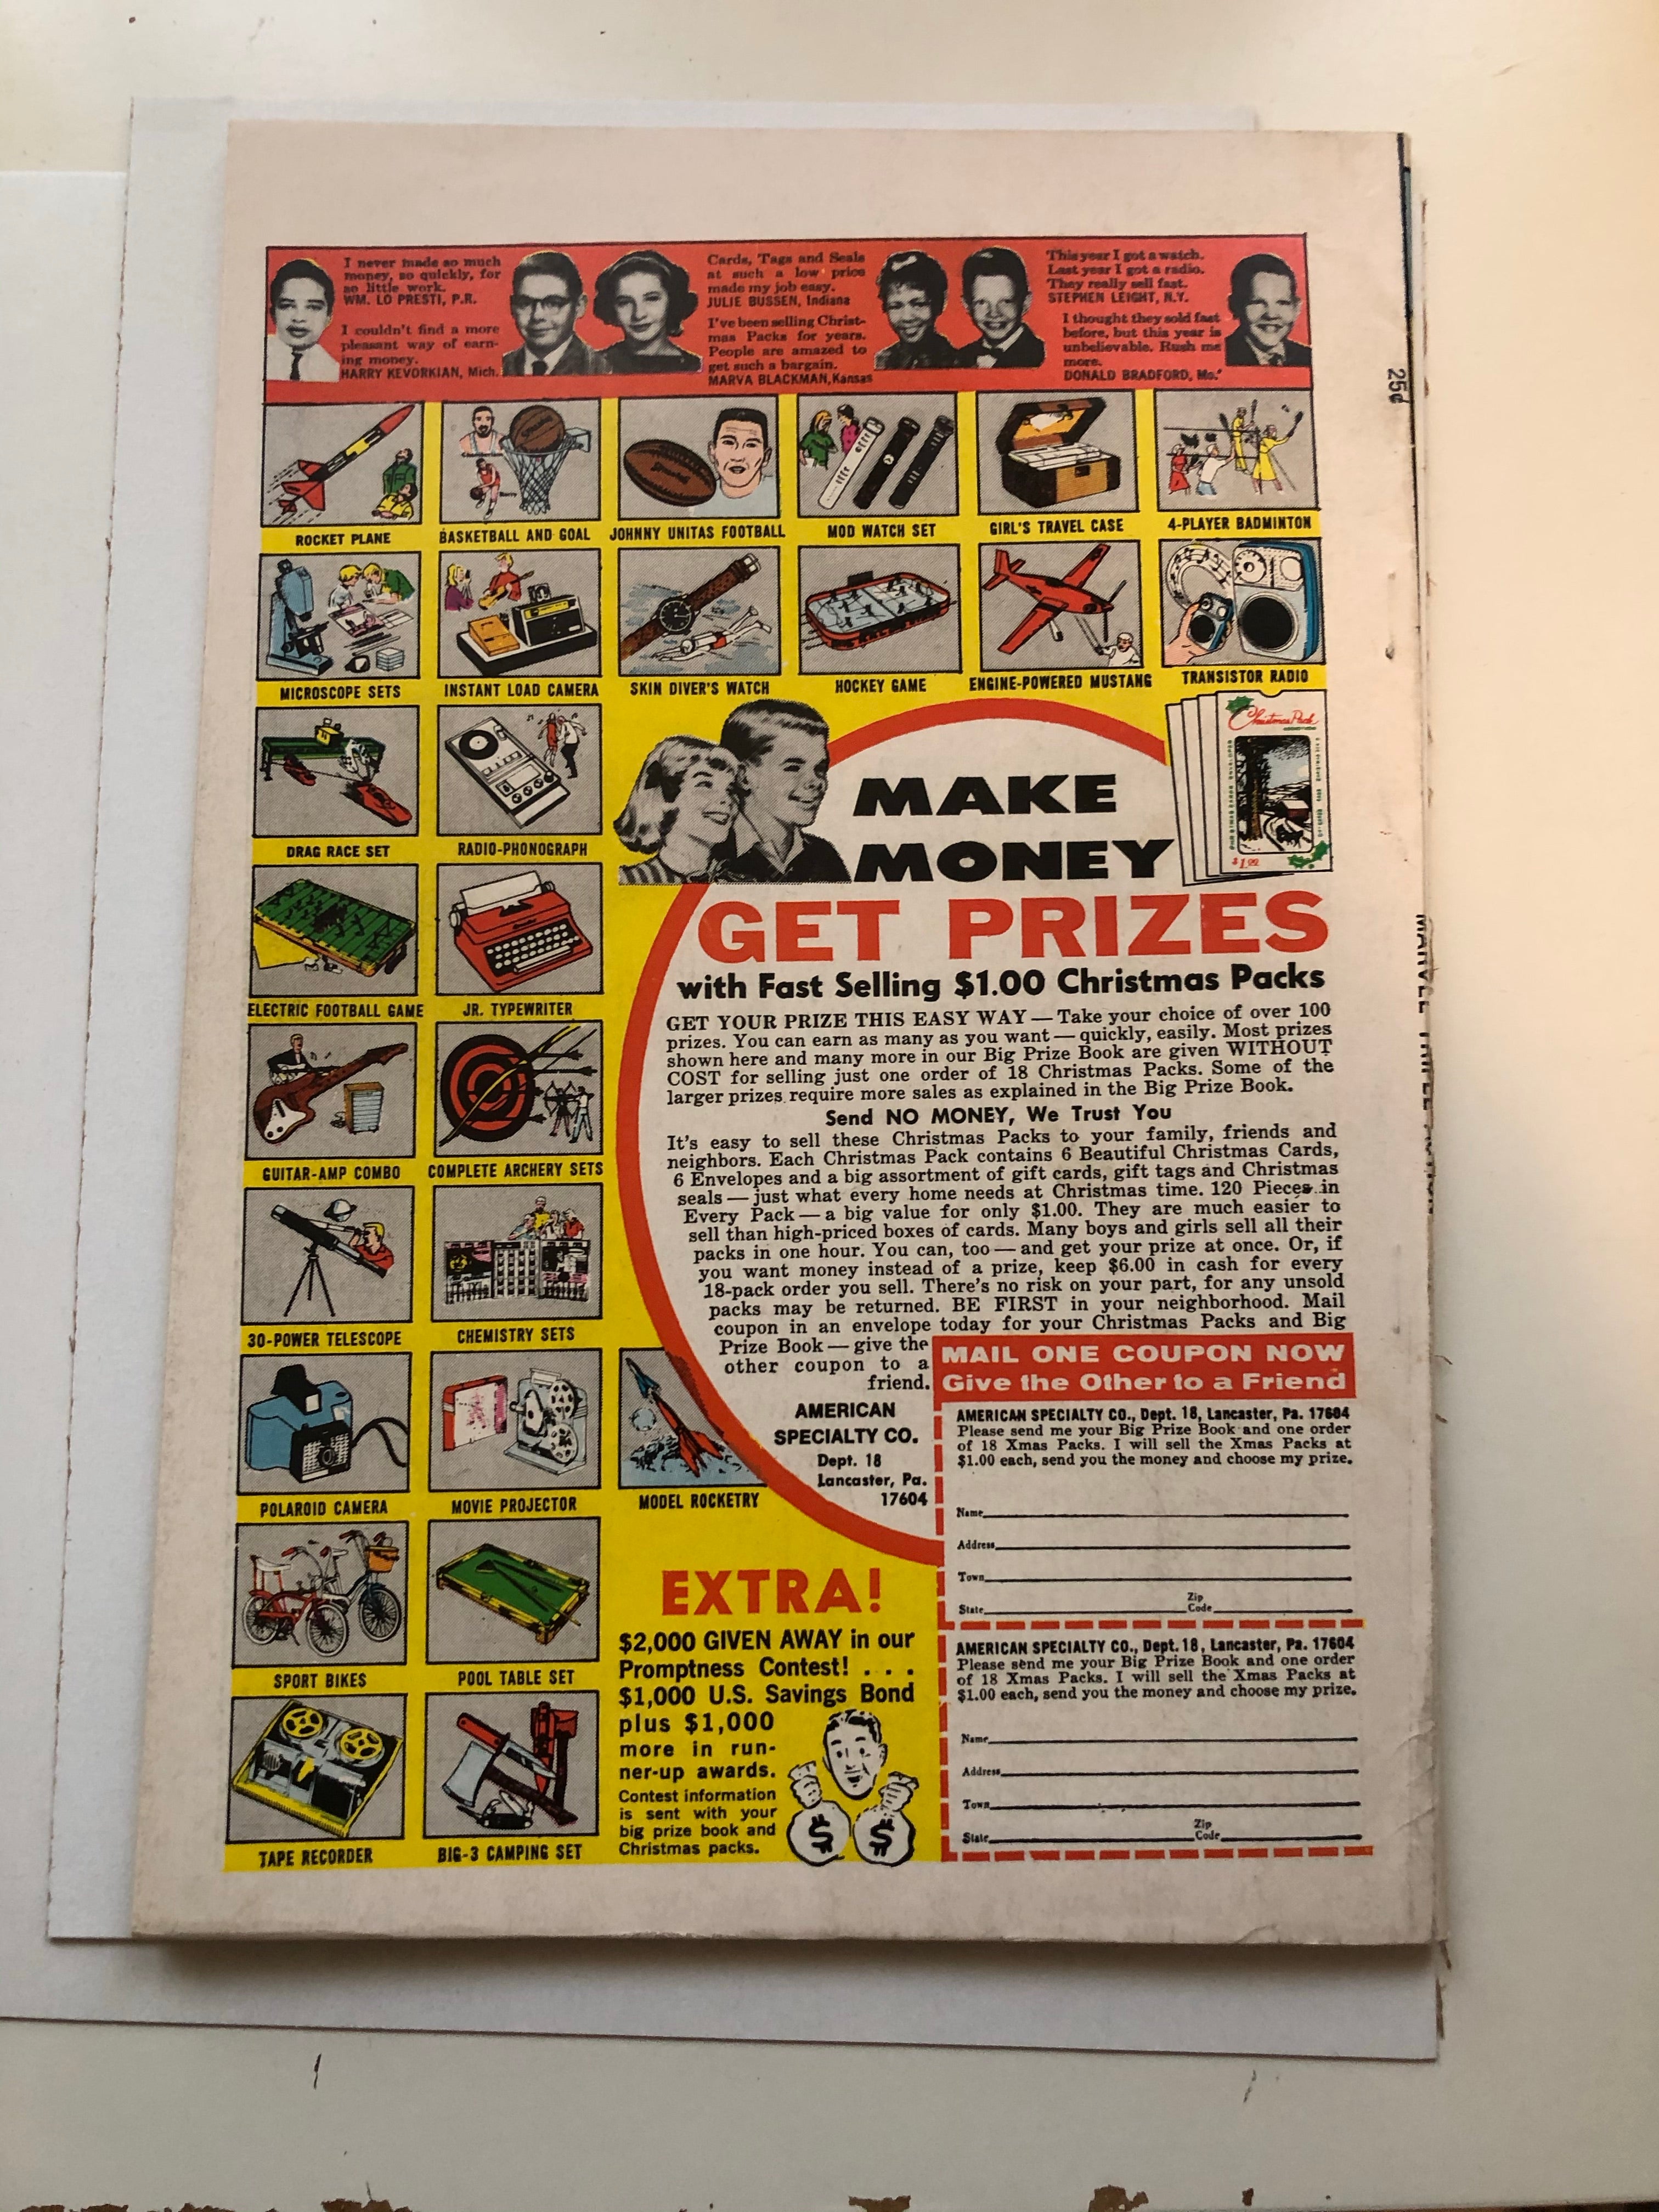 I never made so much
money, so quickly, for
so little work.
WM. LO PRESTI, P.R.
I couldn't find a more
pleasant way of earn-
ing money.
HARRY KEVORKIAN, Mich.
Cards, Tags and Seals
at such a low price
made my job easy.
JULIE BUSSEN, Indiana
I've been selling Christ-
mas Packs for years.
People are amazed to
get such a bargain.
MARVA BLACKMAN, Kansas
This year I got a watch.
Last year I got a radio.
They really sell fast.
STEPHEN LEIGHT, N.Y.
I thought they sold fast
before, but this year is
unbelievable. Rush me
more.
DONALD BRADFORD, Mo.
25¢
Chamberlain
Barry
ROCKET PLANE
BASKETBALL AND GOAL
JOHNNY UNITAS FOOTBALL
MOD WATCH SET
GIRL'S TRAVEL CASE
4-PLAYER BADMINTON
MICROSCOPE SETS
INSTANT LOAD CAMERA
SKIN DIVER'S WATCH
HOCKEY GAME
ENGINE-POWERED MUSTANG
TRANSISTOR RADIO
DRAG RACE SET
RADIO-PHONOGRAPH
ELECTRIC FOOTBALL GAME
JR. TYPEWRITER
GUITAR-AMP COMBO
COMPLETE ARCHERY SETS
30-POWER TELESCOPE
CHEMISTRY SETS
POLAROID CAMERA
MOVIE PROJECTOR
MODEL ROCKETRY
SPORT BIKES
POOL TABLE SET
TAPE RECORDER
BIG-3 CAMPING SET
Christmas Pack
$1.00
MAKE
MONEY
GET PRIZES
with Fast Selling $1.00 Christmas Packs
GET YOUR PRIZE THIS EASY WAY — Take your choice of over 100
prizes. You can earn as many as you want — quickly, easily. Most prizes
shown here and many more in our Big Prize Book are given WITHOUT
COST for selling just one order of 18 Christmas Packs. Some of the
larger prizes require more sales as explained in the Big Prize Book.
Send NO MONEY, We Trust You
It's easy to sell these Christmas Packs to your family, friends and
neighbors. Each Christmas Pack contains 6 Beautiful Christmas Cards,
6 Envelopes and a big assortment of gift cards, gift tags and Christmas
seals — just what every home needs at Christmas time. 120 Pieces in
Every Pack — a big value for only $1.00. They are much easier to
sell than high-priced boxes of cards. Many boys and girls sell all their
packs in one hour. You can, too — and get your prize at once. Or, if
you want money instead of a prize, keep $6.00 in cash for every
18-pack order you sell. There's no risk on your part, for any unsold
packs may be returned. BE FIRST in your neighborhood. Mail
coupon in an envelope today for your Christmas Packs and Big
Prize Book — give the
other coupon to a
friend.
AMERICAN
SPECIALTY CO.
Dept. 18
Lancaster, Pa.
17604
MAIL ONE COUPON NOW
Give the Other to a Friend
AMERICAN SPECIALTY CO., Dept. 18, Lancaster, Pa. 17604
Please send me your Big Prize Book and one order
of 18 Xmas Packs. I will sell the Xmas Packs at
$1.00 each, send you the money and choose my prize.
Name
Address
Town
State Zip Code
AMERICAN SPECIALTY CO., Dept. 18, Lancaster, Pa. 17604
Please send me your Big Prize Book and one order
of 18 Xmas Packs. I will sell the Xmas Packs at
$1.00 each, send you the money and choose my prize.
Name
Address
Town
State Zip Code
EXTRA!
$2,000 GIVEN AWAY in our
Promptness Contest! . . .
$1,000 U.S. Savings Bond
plus $1,000
more in run-
ner-up awards.
Contest information
is sent with your
big prize book and
Christmas packs.
$ $